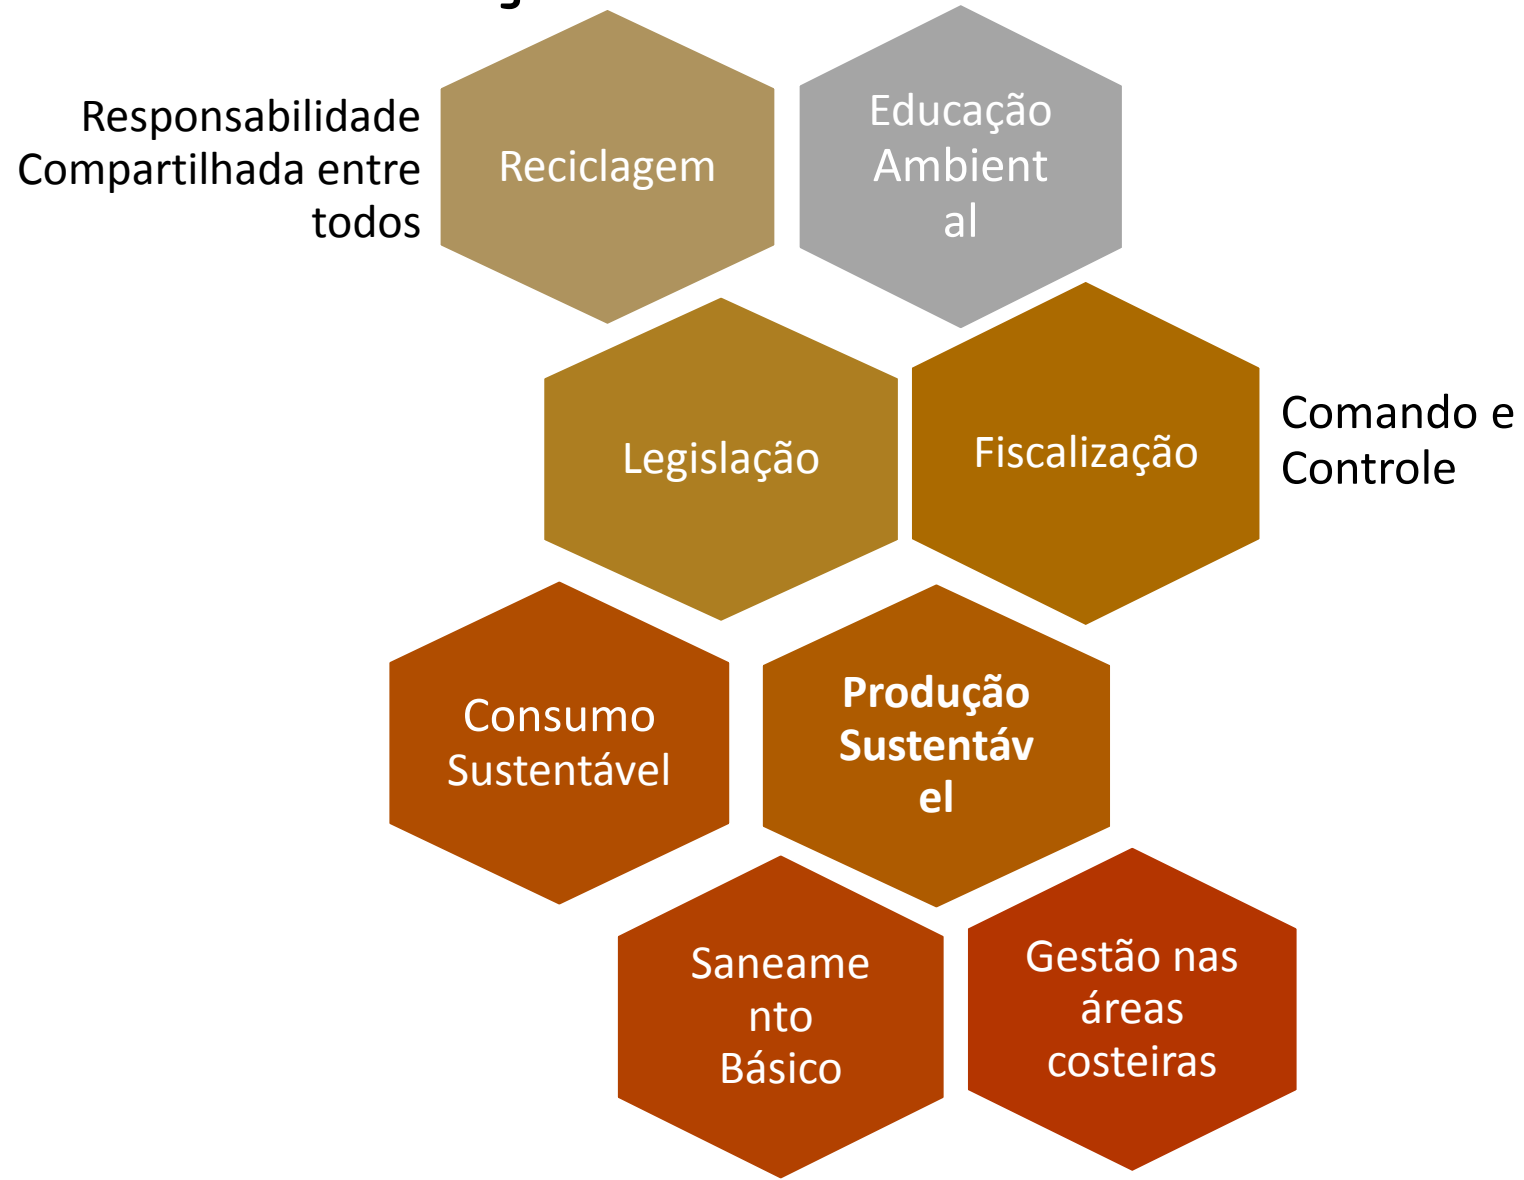 Responsabilidade
Compartilhada entre
todos
Reciclagem
Educação
Ambient
al
Legislação
Fiscalização
Comando e
Controle
Consumo
Sustentável
Produção
Sustentáv
el
Saneame
nto
Básico
Gestão nas
áreas
costeiras